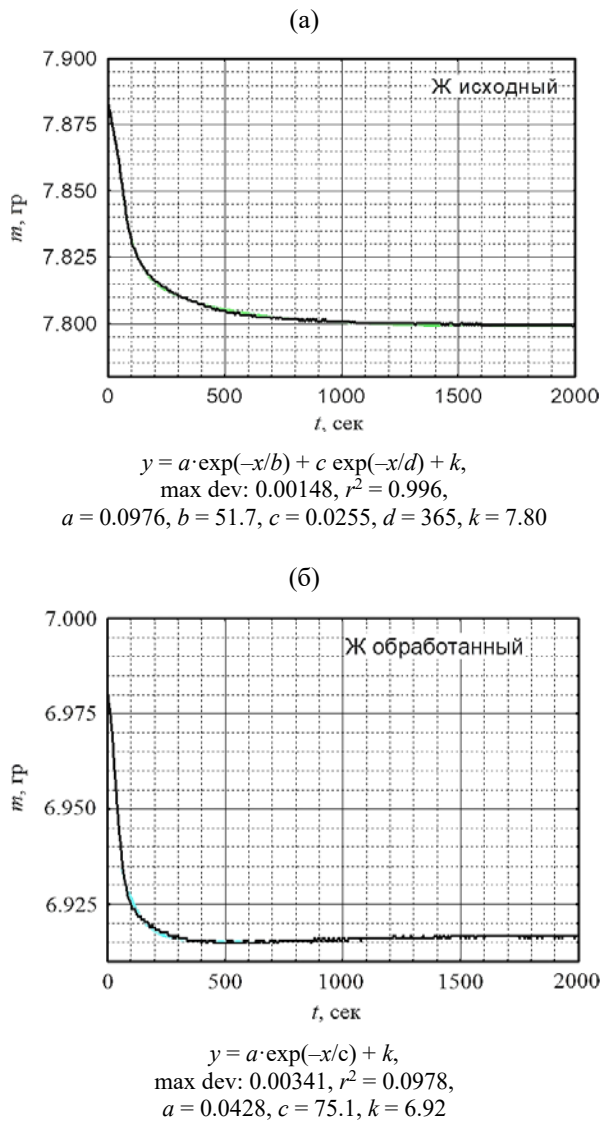 (а)
7.900
7.875
7.850
7.825
7.800
m, гр
Ж исходный
0 500 1000 1500 2000
t, сек
y = a·exp(–x/b) + c exp(–x/d) + k,
max dev: 0.00148, r² = 0.996,
a = 0.0976, b = 51.7, c = 0.0255, d = 365, k = 7.80
(б)
7.000
6.975
6.950
6.925
m, гр
Ж обработанный
0 500 1000 1500 2000
t, сек
y = a·exp(–x/c) + k,
max dev: 0.00341, r² = 0.0978,
a = 0.0428, c = 75.1, k = 6.92